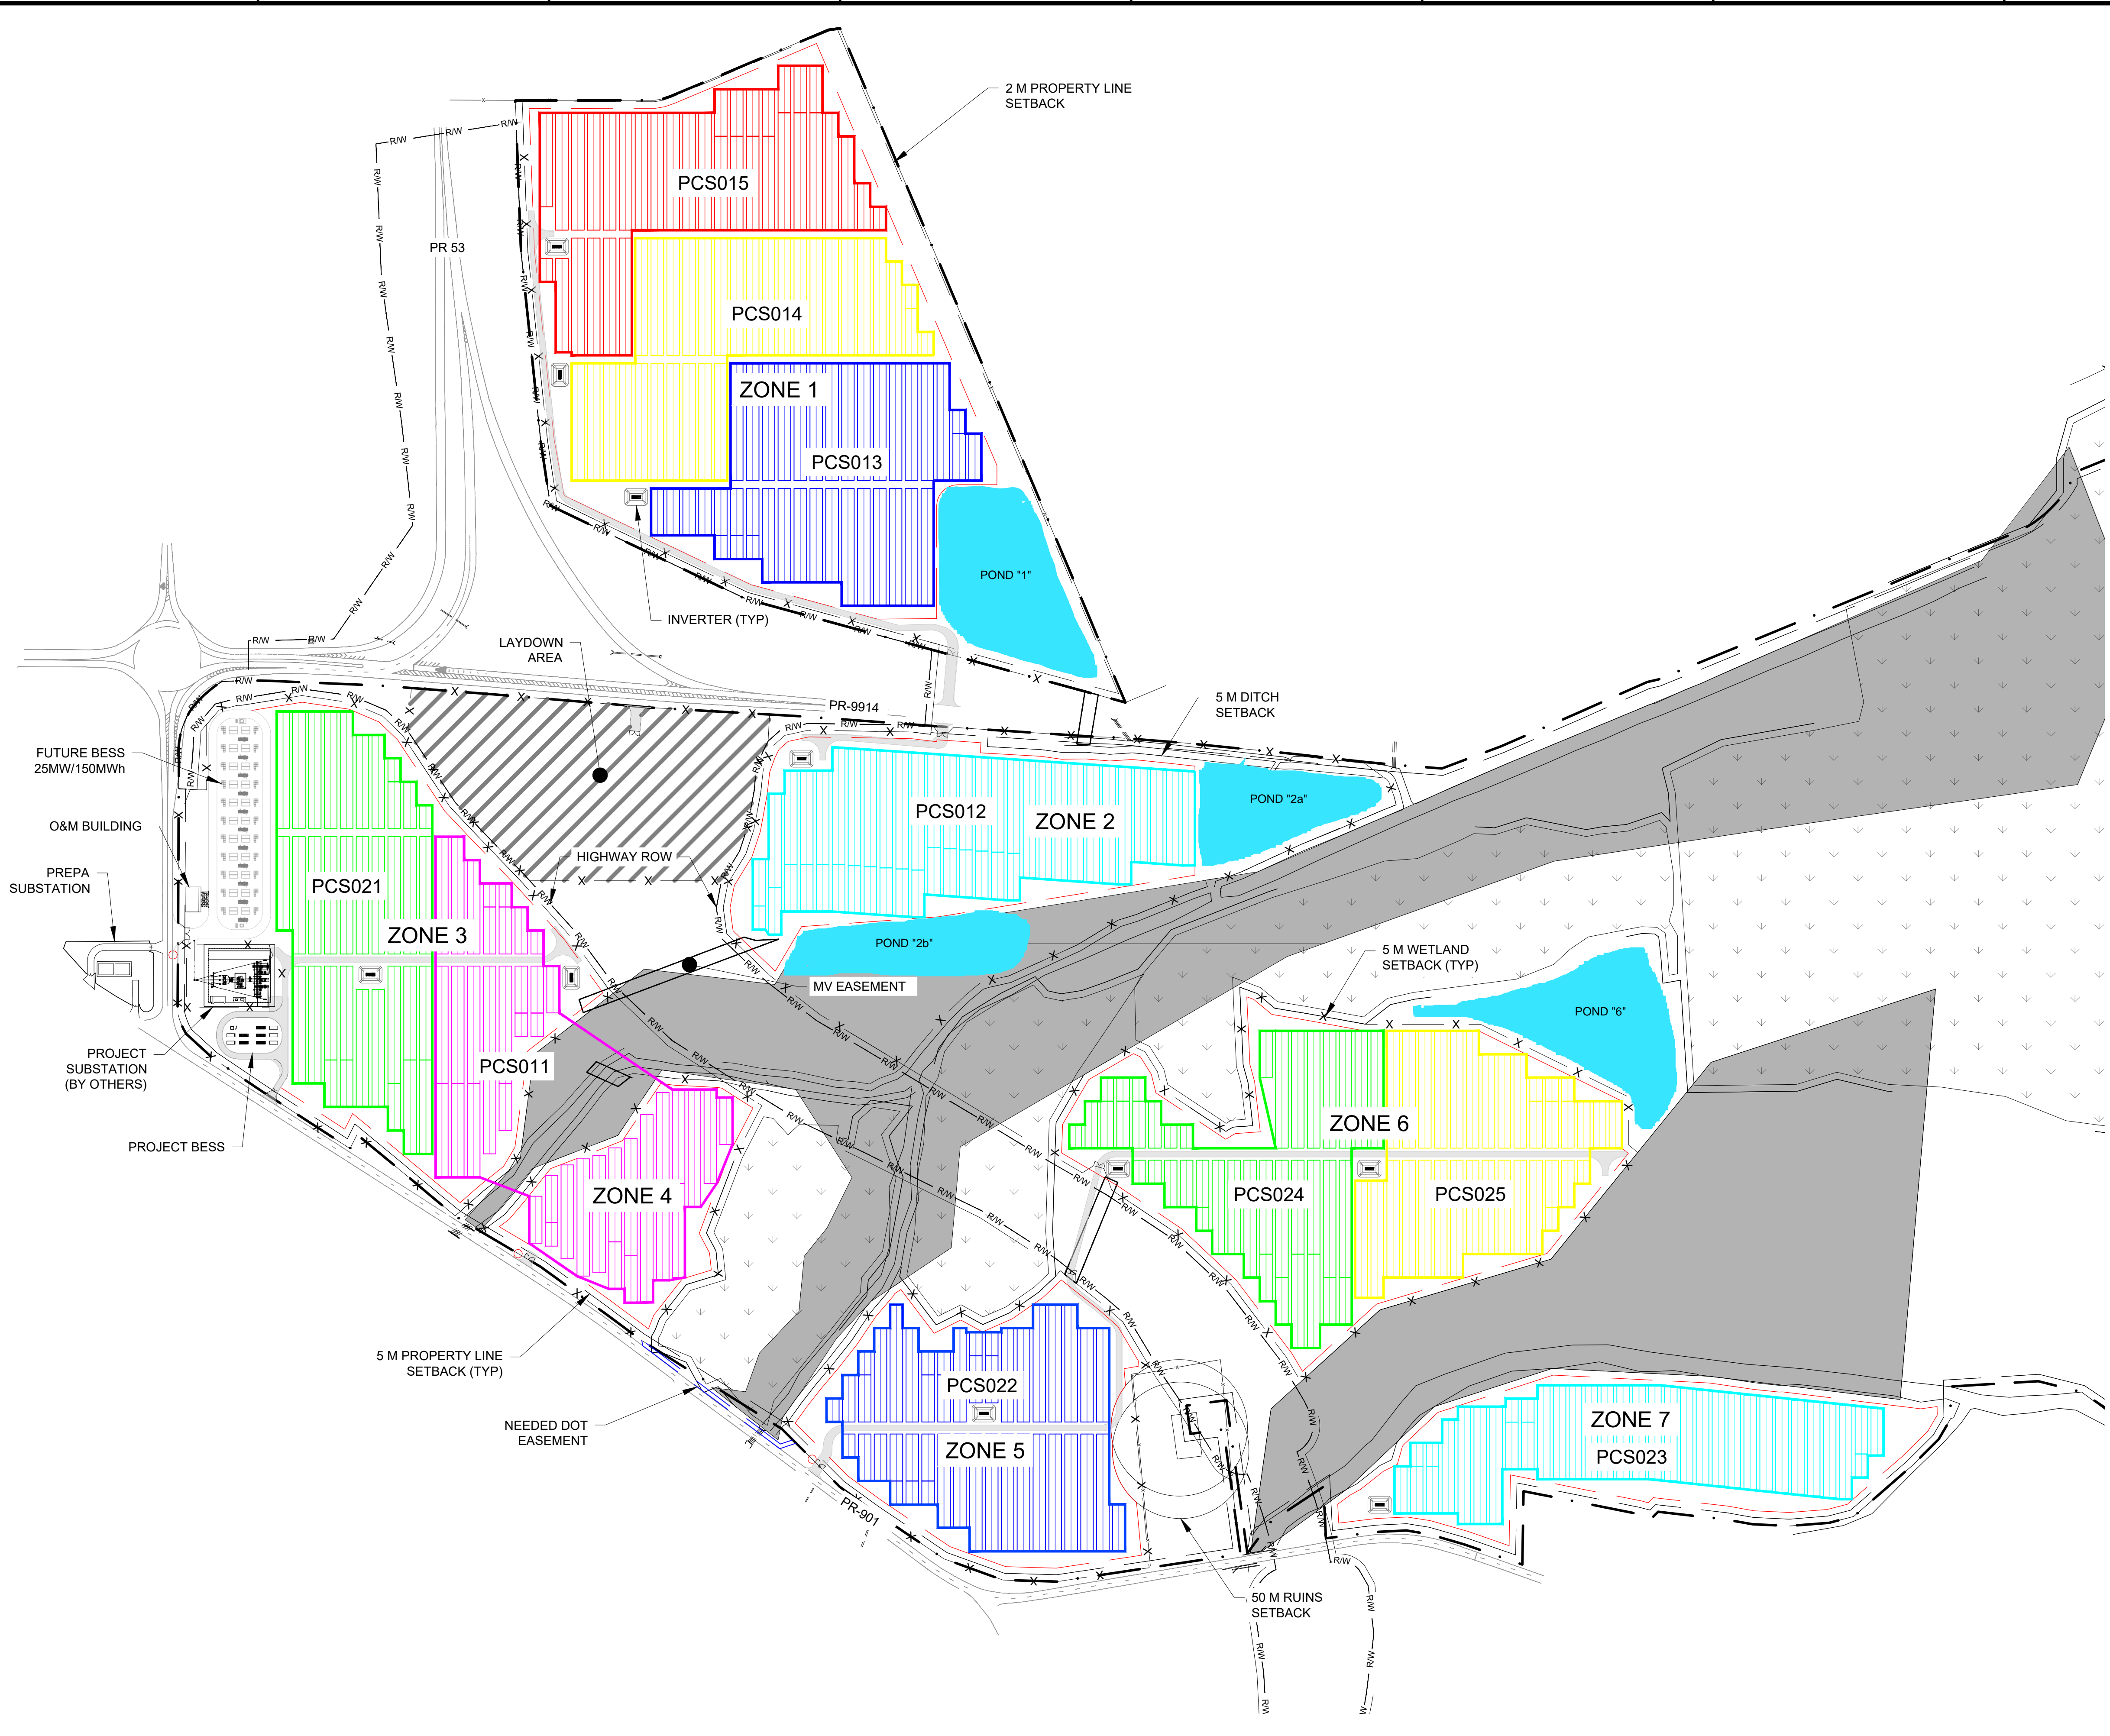 2 M PROPERTY LINE
SETBACK
R/W
R/W
R/W
PCS015
PR 53
PCS014
ZONE 1
PCS013
POND "1"
INVERTER (TYP)
LAYDOWN
AREA
5 M DITCH
SETBACK
PR-9914
FUTURE BESS
25MW/150MWh
POND "2a"
PCS012
ZONE 2
O&M BUILDING
HIGHWAY ROW
PREPA
SUBSTATION
PCS021
ZONE 3
POND "2b"
5 M WETLAND
SETBACK (TYP)
MV EASEMENT
POND "6"
PROJECT
SUBSTATION
(BY OTHERS)
PCS011
ZONE 6
PROJECT BESS
ZONE 4
PCS024
PCS025
5 M PROPERTY LINE
SETBACK (TYP)
PCS022
NEEDED DOT
EASEMENT
ZONE 5
ZONE 7
PCS023
PR-901
50 M RUINS
SETBACK
R/W
R/W
R/W